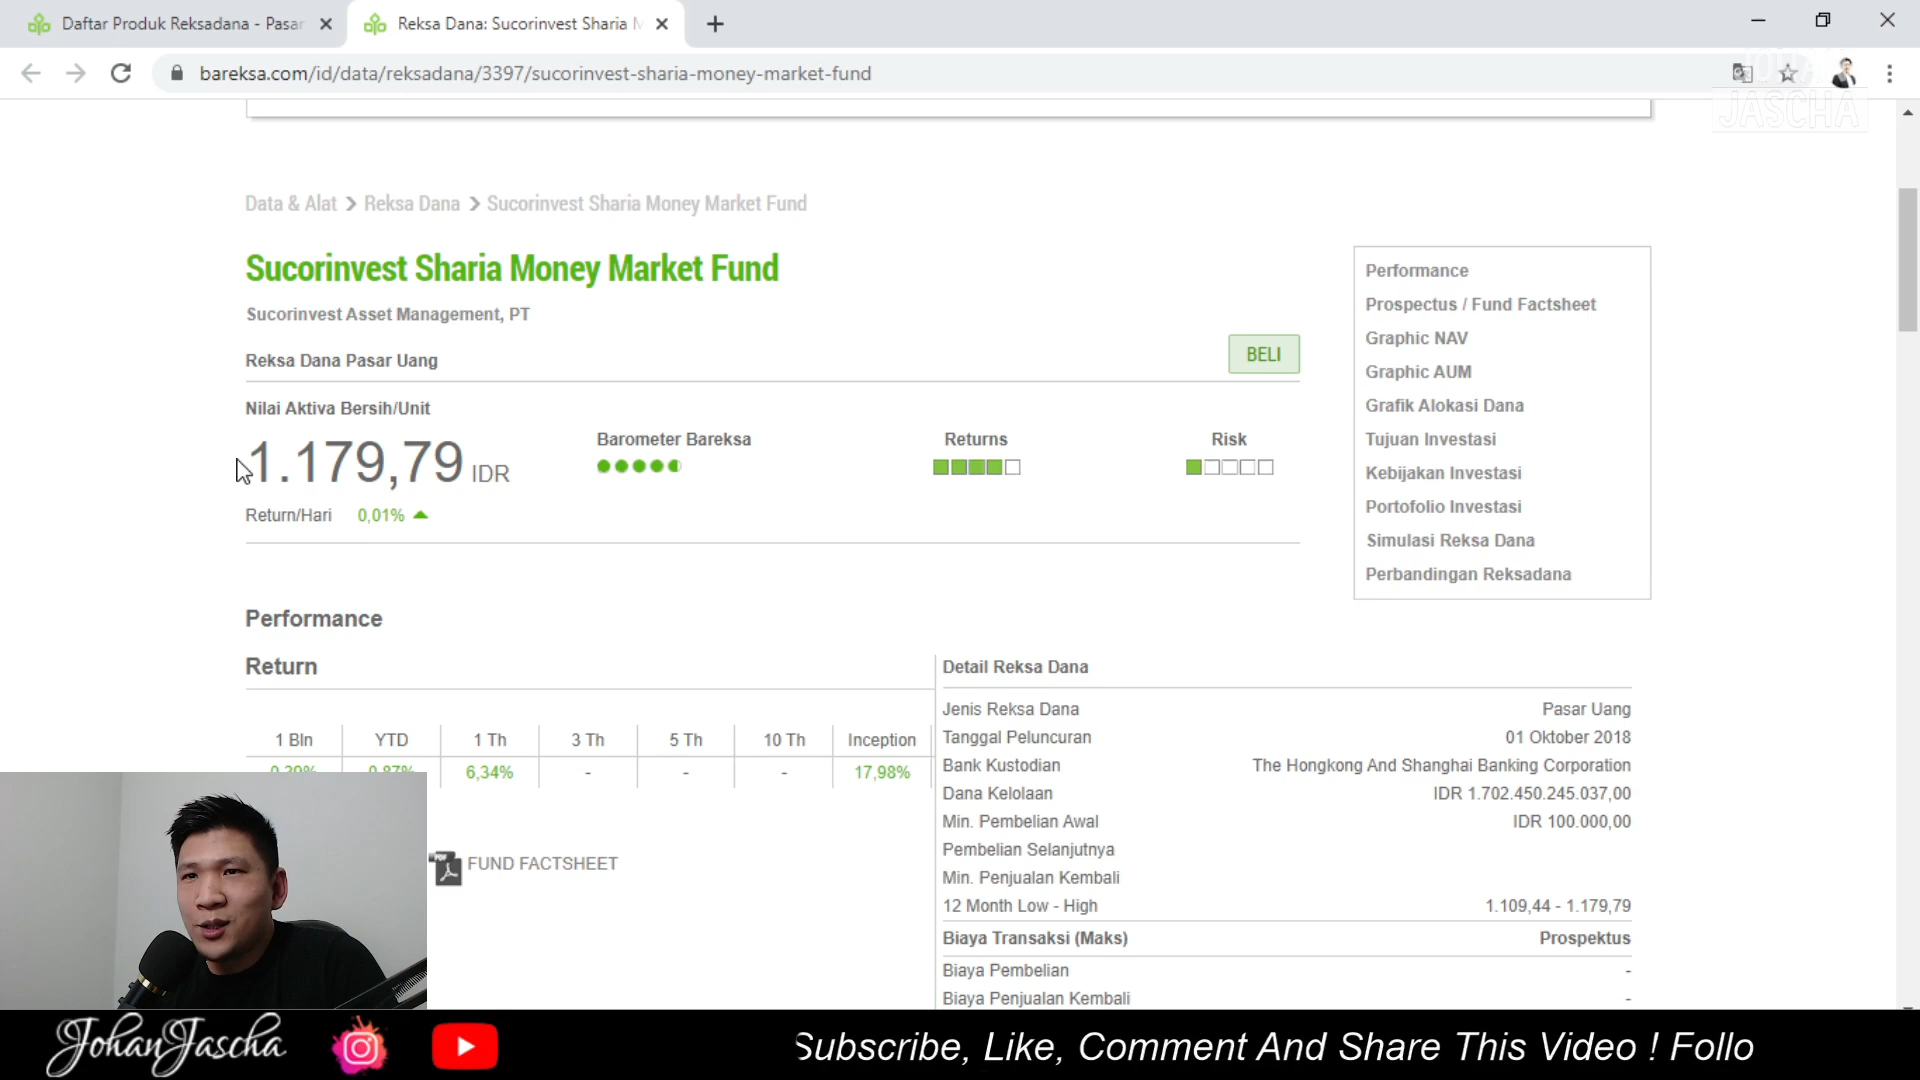 Daftar Produk Reksadana - Pasar
Reksa Dana: Sucorinvest Sharia M
bareksa.com/id/data/reksadana/3397/sucorinvest-sharia-money-market-fund
JASCHA
Data & Alat > Reksa Dana > Sucorinvest Sharia Money Market Fund
Sucorinvest Sharia Money Market Fund
Sucorinvest Asset Management, PT
Reksa Dana Pasar Uang
BELI
Nilai Aktiva Bersih/Unit
1.179,79 IDR
Return/Hari 0,01%
Barometer Bareksa
Returns
Risk
Performance
Prospectus / Fund Factsheet
Graphic NAV
Graphic AUM
Grafik Alokasi Dana
Tujuan Investasi
Kebijakan Investasi
Portofolio Investasi
Simulasi Reksa Dana
Perbandingan Reksadana
Performance
Return
1 Bln YTD 1 Th 3 Th 5 Th 10 Th Inception
6,34% - - - 17,98%
FUND FACTSHEET
Detail Reksa Dana
Jenis Reksa Dana Pasar Uang
Tanggal Peluncuran 01 Oktober 2018
Bank Kustodian The Hongkong And Shanghai Banking Corporation
Dana Kelolaan IDR 1.702.450.245.037,00
Min. Pembelian Awal IDR 100.000,00
Pembelian Selanjutnya
Min. Penjualan Kembali
12 Month Low - High 1.109,44 - 1.179,79
Biaya Transaksi (Maks) Prospektus
Biaya Pembelian -
Biaya Penjualan Kembali -
JohanJascha
Subscribe, Like, Comment And Share This Video ! Follo